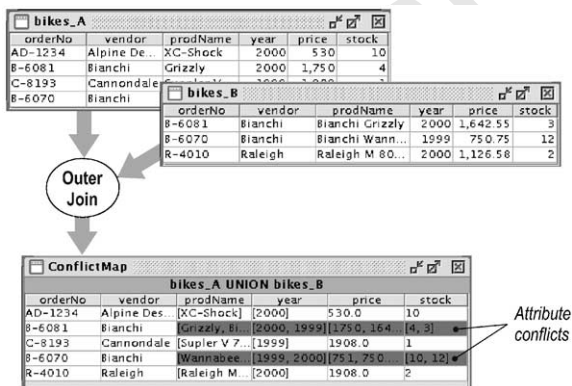 bikes_A
orderNo vendor prodName year price stock
AD-1234 Alpine De... XC-Shock 2000 530 10
B-6081 Bianchi Grizzly 2000 1,750 4
C-8193 Cannondale
B-6070 Bianchi
bikes_B
orderNo vendor prodName year price stock
B-6081 Bianchi Bianchi Grizzly 2000 1,642.55 3
B-6070 Bianchi Bianchi Wann... 1999 750.75 12
R-4010 Raleigh Raleigh M 80... 2000 1,126.58 2
Outer
Join
ConflictMap
bikes_A UNION bikes_B
orderNo vendor prodName year price stock
AD-1234 Alpine Des... [XC-Shock] [2000] 530.0 10
B-6081 Bianchi [Grizzly, Bi... [2000, 1999] [1750, 164... [4, 3]
C-8193 Cannondale [Supler V 7... [1999] 1908.0 1
B-6070 Bianchi [Wannabee... [1999, 2000] [751, 750... [10, 12]
R-4010 Raleigh [Raleigh M... [2000] 1908.0 2
Attribute
conflicts